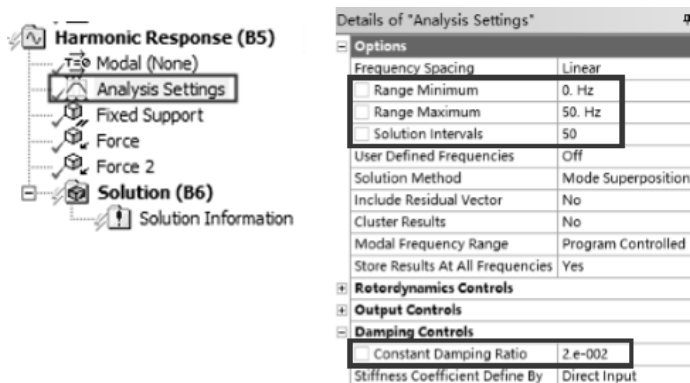 Harmonic Response (B5)
T=0 Modal (None)
Analysis Settings
Fixed Support
Force
Force 2
Solution (B6)
Solution Information
Details of "Analysis Settings"
Options
Frequency Spacing Linear
Range Minimum 0. Hz
Range Maximum 50. Hz
Solution Intervals 50
User Defined Frequencies Off
Solution Method Mode Superposition
Include Residual Vector No
Cluster Results No
Modal Frequency Range Program Controlled
Store Results At All Frequencies Yes
Rotordynamics Controls
Output Controls
Damping Controls
Constant Damping Ratio 2.e-002
Stiffness Coefficient Define By Direct Input